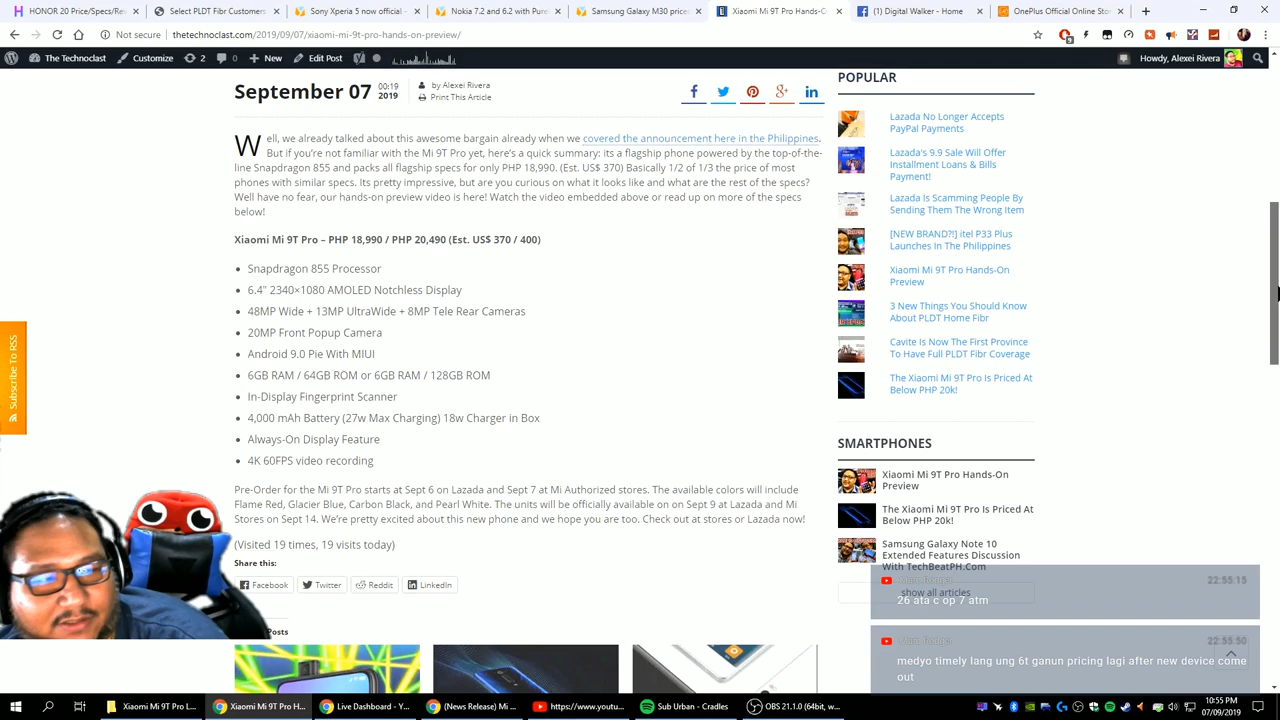 HONOR 20 Price/Spec
Select PLDT Fibr Customers
Sony Xperia 5 now official -
Nokia 7.2 and 6.2 with Pure
Samsung Galaxy M30 price:
Xiaomi Mi 9T Pro Hands-O
(1) Digital Walker
OnePlus Official Online Stor
Not secure
thetechnoclast.com/2019/09/07/xiaomi-mi-9t-pro-hands-on-preview/
9
The Technoclast
Customize
2
0
New
Edit Post
Howdy, Alexei Rivera
September 07
00:19
2019
by Alexei Rivera
Print This Article
Well, we already talked about this awesome bargain already when we covered the announcement here in the Philippines.
But if you're not familiar with the Mi 9T Pro yet, here's a quick summary: its a flagship phone powered by the top-of-the-
line Snapdragon 855 and packs all flagship specs for only PHP 18,990! (Est. US$ 370) Basically 1/2 of 1/3 the price of most
phones with similar specs. Its pretty impressive, but are you curious on what it looks like and what are the rest of the specs?
Well have no fear, our hands-on preview video is here! Watch the video embedded above or read up on more of the specs
below!
Xiaomi Mi 9T Pro – PHP 18,990 / PHP 20,490 (Est. US$ 370 / 400)
Snapdragon 855 Processor
6.4" 2340×1080 AMOLED Notchless Display
48MP Wide + 13MP UltraWide + 8MP Tele Rear Cameras
20MP Front Popup Camera
Android 9.0 Pie With MIUI
6GB RAM / 64GB ROM or 6GB RAM / 128GB ROM
In-Display Fingerprint Scanner
4,000 mAh Battery (27w Max Charging) 18w Charger in Box
Always-On Display Feature
4K 60FPS video recording
Pre-Order for the Mi 9T Pro starts at Sept 6 on Lazada and Sept 7 at Mi Authorized stores. The available colors will include
Flame Red, Glacier Blue, Carbon Black, and Pearl White. The units will be officially available on on Sept 9 at Lazada and Mi
Stores on Sept 14. We're pretty excited about this new phone and we hope you are too. Check out at stores or Lazada now!
(Visited 19 times, 19 visits today)
Share this:
Facebook
Twitter
Reddit
LinkedIn
Posts
Subscribe To RSS
POPULAR
Lazada No Longer Accepts
PayPal Payments
Lazada's 9.9 Sale Will Offer
Installment Loans & Bills
Payment!
Lazada Is Scamming People By
Sending Them The Wrong Item
[NEW BRAND?!] itel P33 Plus
Launches In The Philippines
Xiaomi Mi 9T Pro Hands-On
Preview
3 New Things You Should Know
About PLDT Home Fibr
Cavite Is Now The First Province
To Have Full PLDT Fibr Coverage
The Xiaomi Mi 9T Pro Is Priced At
Below PHP 20k!
SMARTPHONES
Xiaomi Mi 9T Pro Hands-On
Preview
The Xiaomi Mi 9T Pro Is Priced At
Below PHP 20k!
Samsung Galaxy Note 10
Extended Features Discussion
With TechBeatPH.Com
show all articles
22:55:15
26 ata c op 7 atm
22:55:50
medyo timely lang ung 6t ganun pricing lagi after new device come
out
Xiaomi Mi 9T Pro L...
Xiaomi Mi 9T Pro H...
Live Dashboard - Y...
(News Release) Mi ...
https://www.youtu...
Sub Urban - Cradles
OBS 21.1.0 (64bit, w...
10:55 PM
07/09/2019